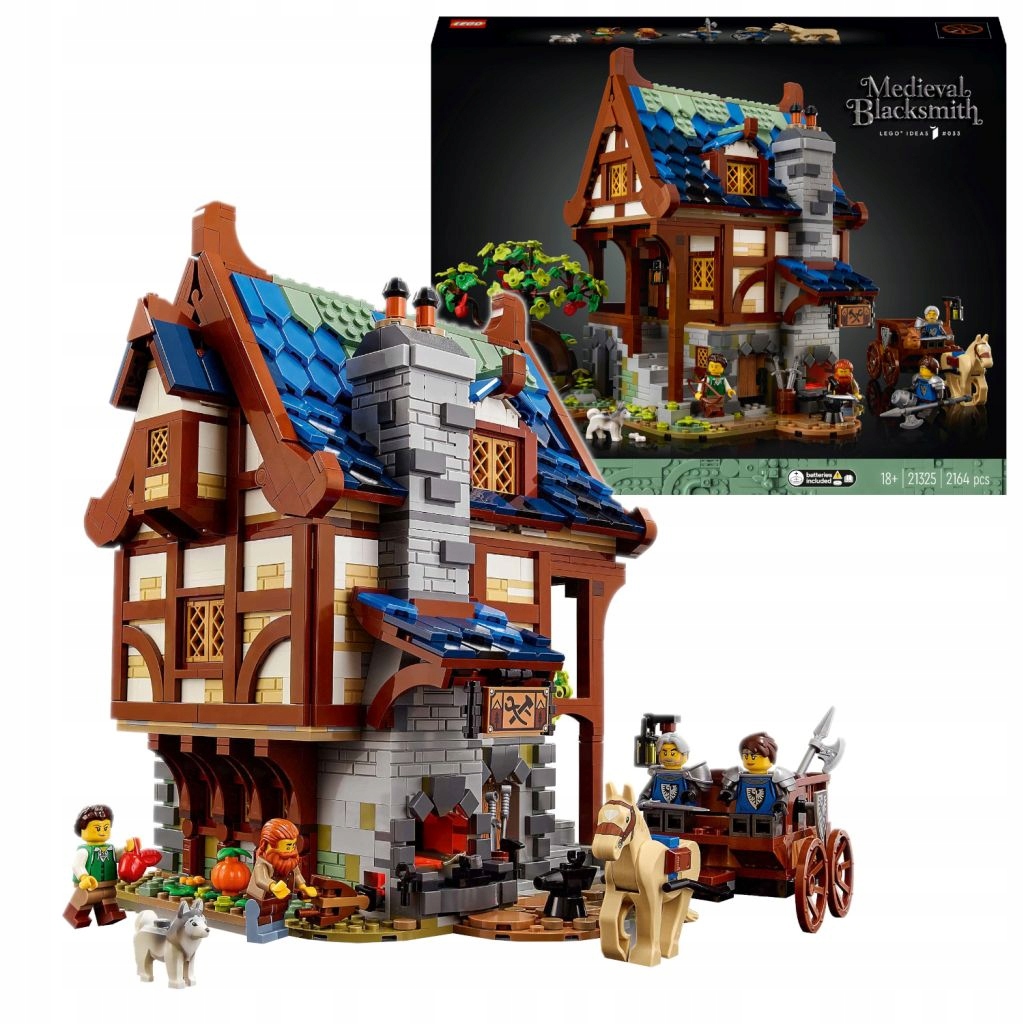 LEGO
Medieval
Blacksmith
LEGO® IDEAS #033
batteries
included
18+ 21325 2164 pcs